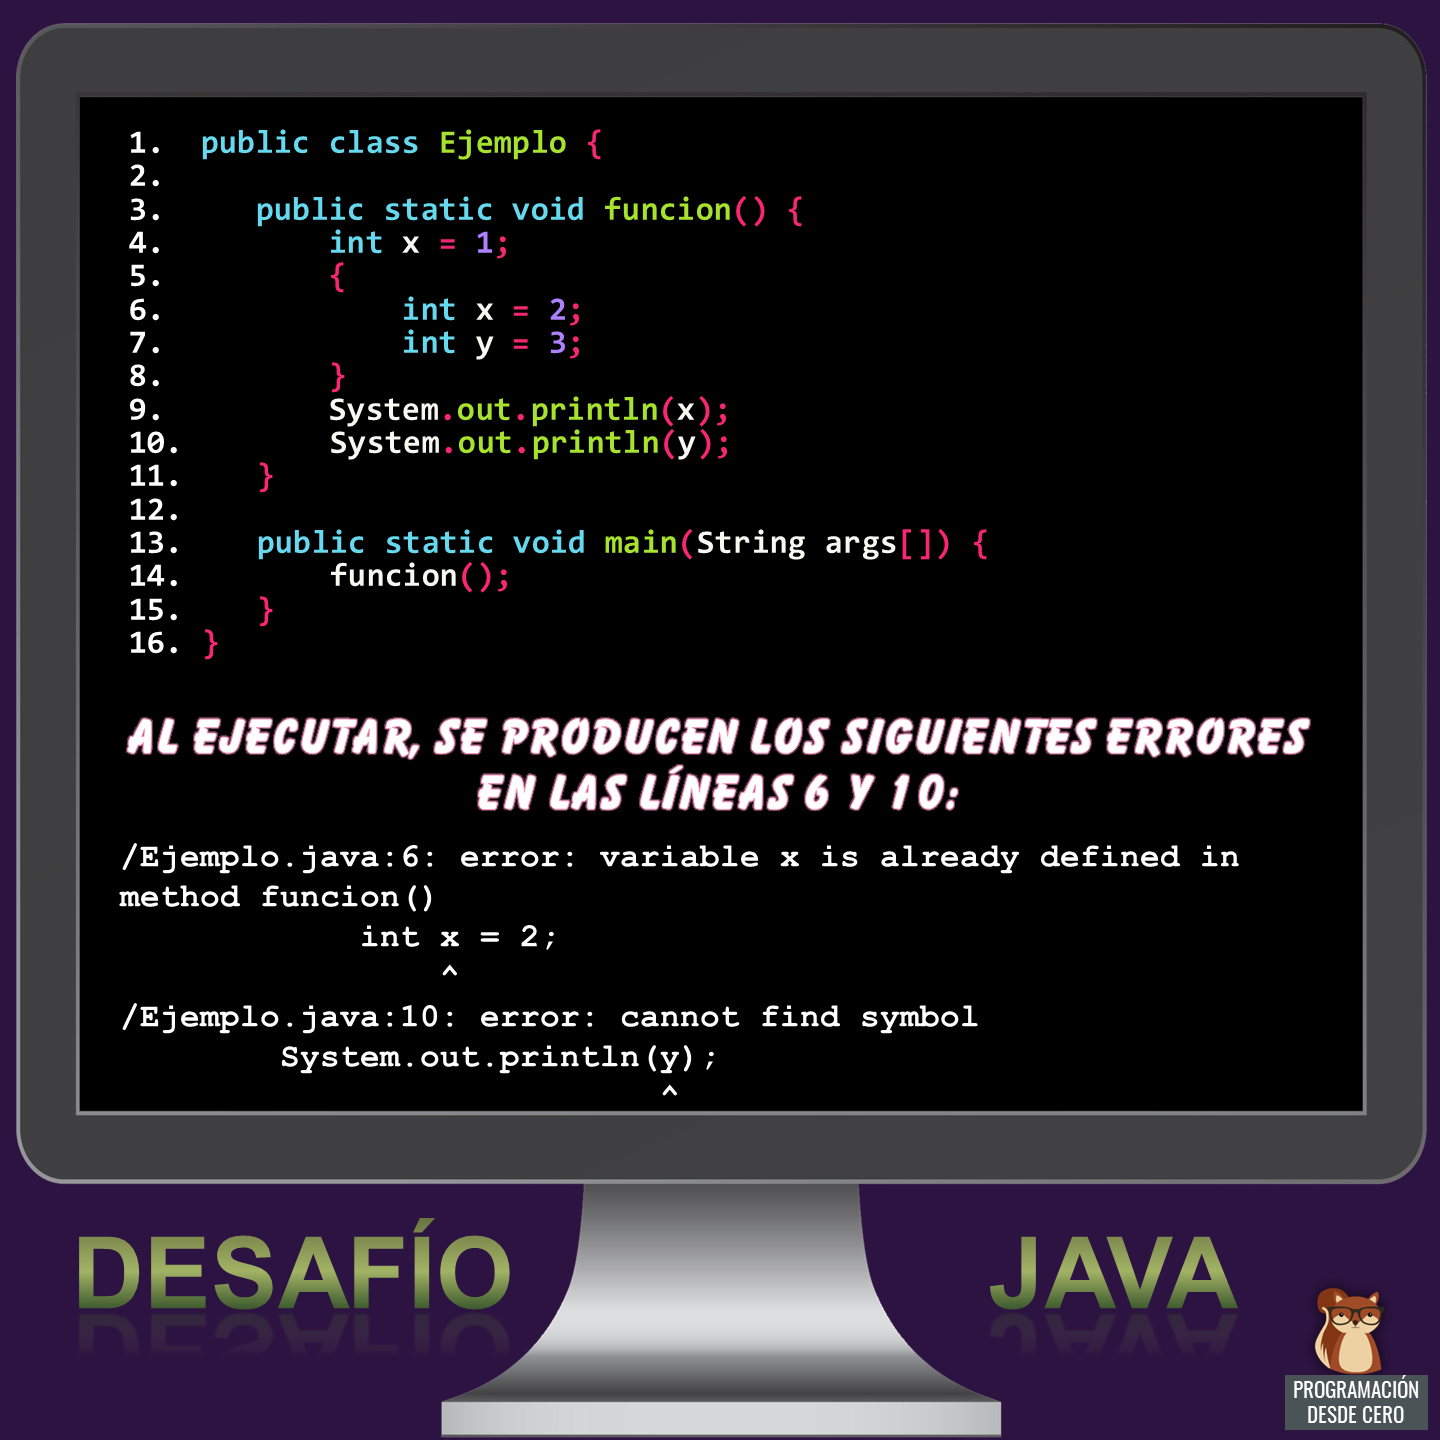 1.  public class Ejemplo {
2.
3.    public static void funcion() {
4.        int x = 1;
5.        {
6.            int x = 2;
7.            int y = 3;
8.        }
9.        System.out.println(x);
10.        System.out.println(y);
11.    }
12.
13.    public static void main(String args[]) {
14.        funcion();
15.    }
16. }
AL EJECUTAR, SE PRODUCEN LOS SIGUIENTES ERRORES
EN LAS LÍNEAS 6 Y 10:
/Ejemplo.java:6: error: variable x is already defined in
method funcion()
            int x = 2;
                ^
/Ejemplo.java:10: error: cannot find symbol
        System.out.println(y);
                           ^
DESAFÍO
JAVA
PROGRAMACIÓN
DESDE CERO